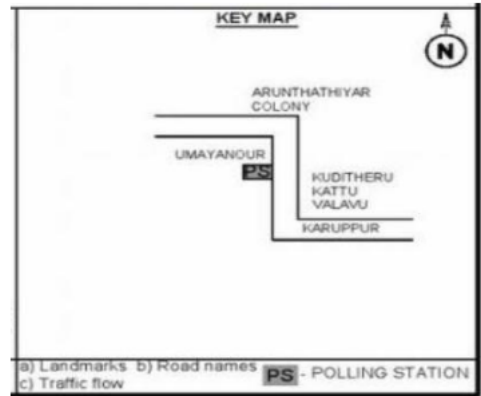 KEY MAP
N
ARUNTHATHIYAR
COLONY
UMAYANOUR
PS
KUDITHERU
KATTU
VALAVU
KARUPPUR
a) Landmarks b) Road names
c) Traffic flow
PS - POLLING STATION